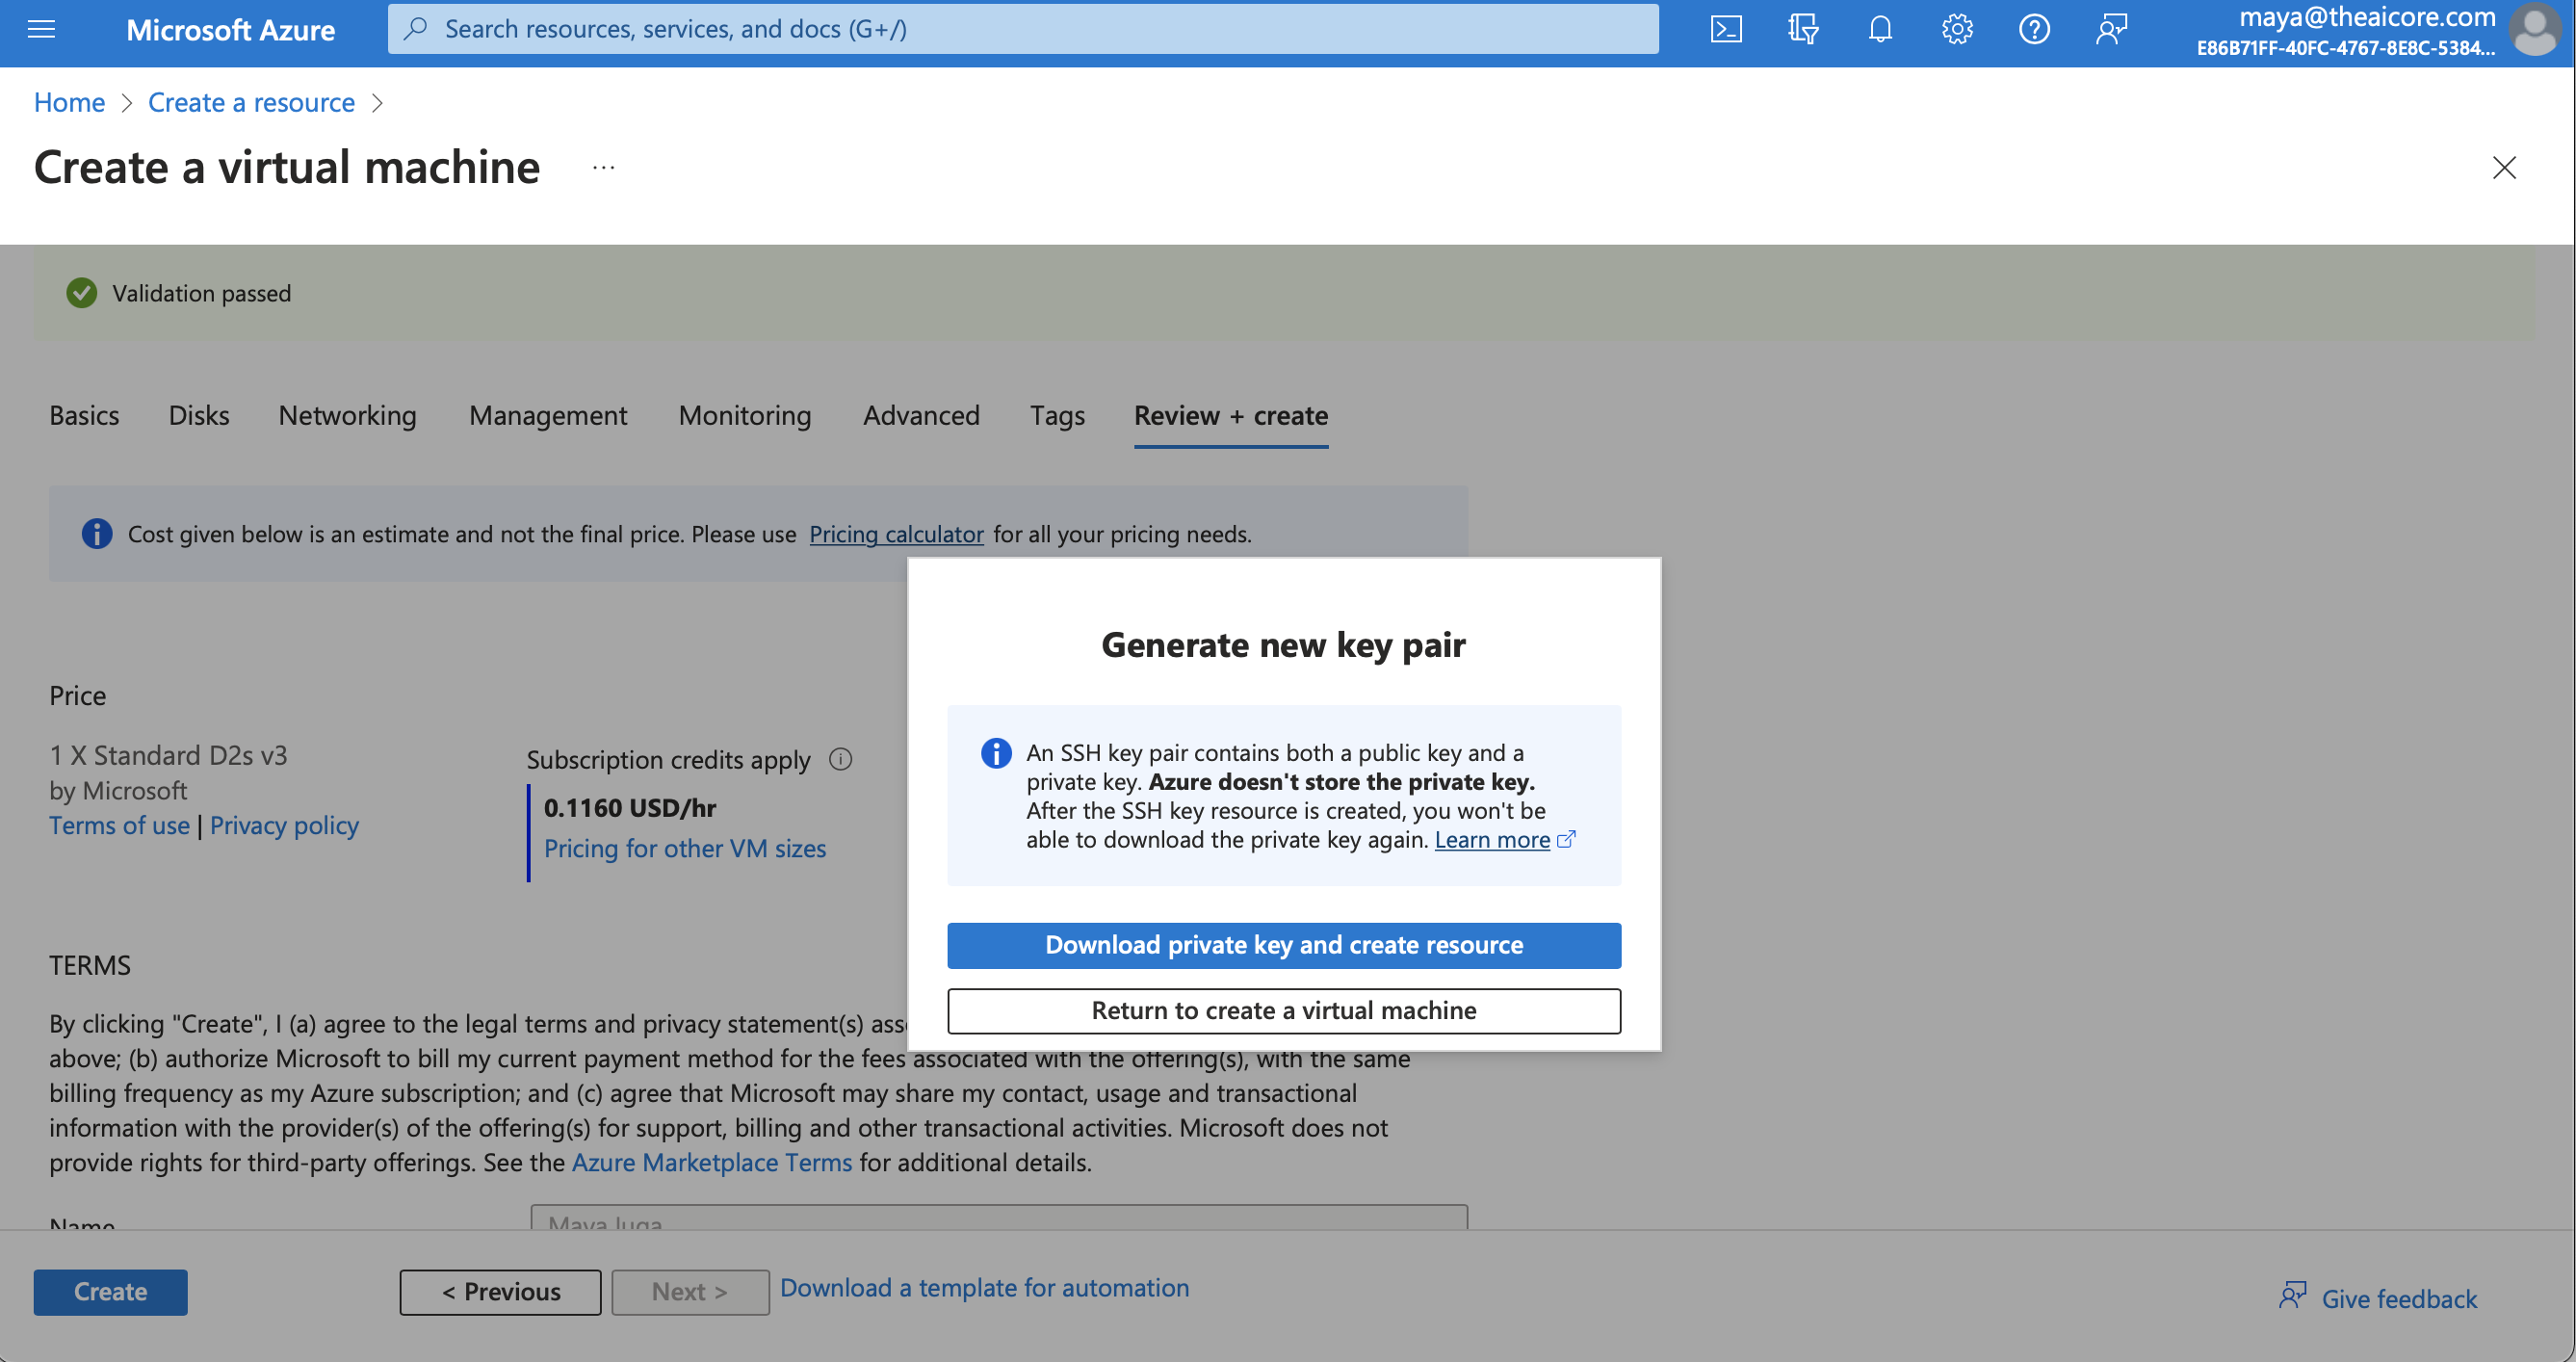 Microsoft Azure
Search resources, services, and docs (G+/)
maya@theaicore.com
E86B71FF-40FC-4767-8E8C-5384...
Home > Create a resource >
Create a virtual machine ...
Validation passed
Basics Disks Networking Management Monitoring Advanced Tags Review + create
Cost given below is an estimate and not the final price. Please use Pricing calculator for all your pricing needs.
Price
1 X Standard D2s v3
by Microsoft
Terms of use | Privacy policy
Subscription credits apply
0.1160 USD/hr
Pricing for other VM sizes
Generate new key pair
An SSH key pair contains both a public key and a
private key. Azure doesn't store the private key.
After the SSH key resource is created, you won't be
able to download the private key again. Learn more
Download private key and create resource
Return to create a virtual machine
TERMS
By clicking "Create", I (a) agree to the legal terms and privacy statement(s)
above; (b) authorize Microsoft to bill my current payment method for the fees associated with the offering(s), with the same
billing frequency as my Azure subscription; and (c) agree that Microsoft may share my contact, usage and transactional
information with the provider(s) of the offering(s) for support, billing and other transactional activities. Microsoft does not
provide rights for third-party offerings. See the Azure Marketplace Terms for additional details.
Name
Create < Previous Next > Download a template for automation
Give feedback